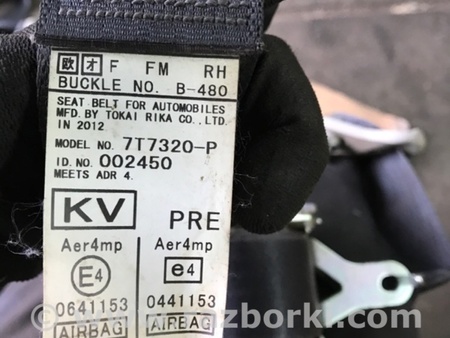 欧 オ F FM RH
BUCKLE NO. B-480
SEAT BELT FOR AUTOMOBILES
MFD. BY TOKAI RIKA CO., LTD.
IN 2012
MODEL NO. 7T7320-P
I D. NO. 002450
MEETS ADR 4.
KV PRE
Aer4mp Aer4mp
E4 e4
0641153 0441153
AIRBAG AIRBAG